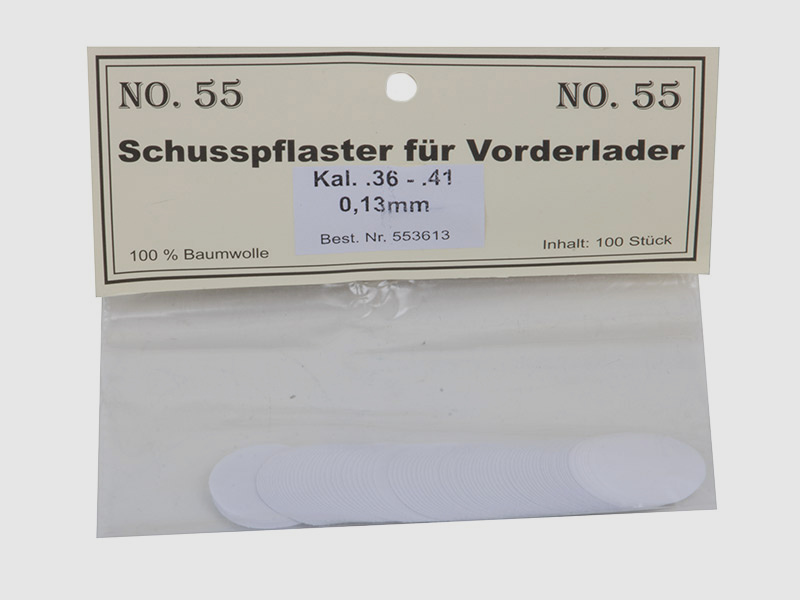 NO. 55 NO. 55
Schusspflaster für Vorderlader
Kal. .36 - .41
0,13mm
Best. Nr. 553613
100 % Baumwolle Inhalt: 100 Stück